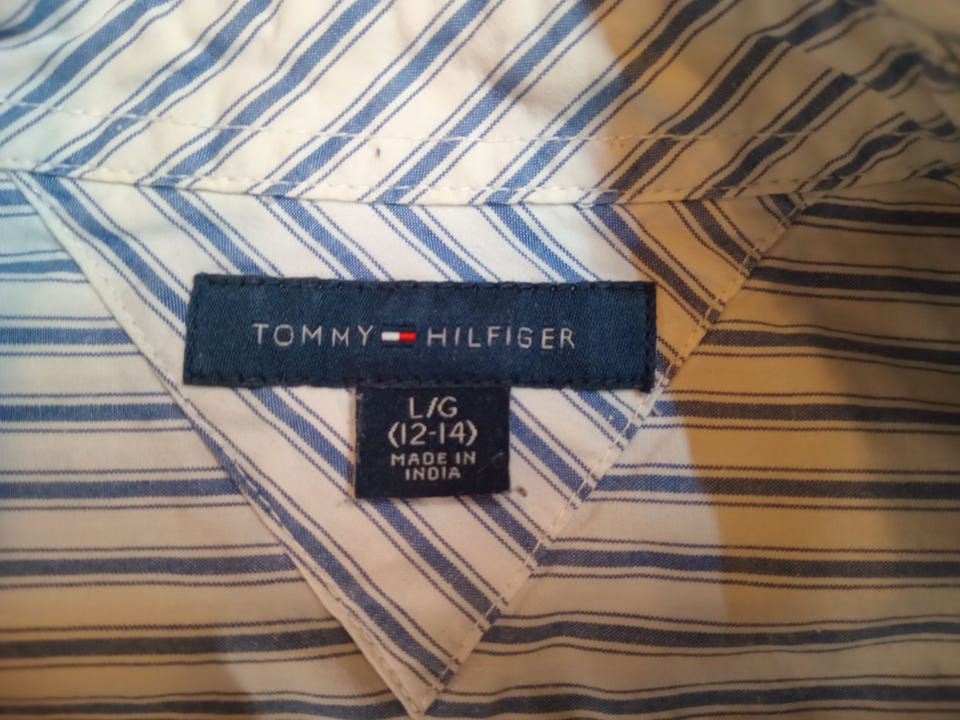 TOMMY HILFIGER
L/G
(12-14)
MADE IN
INDIA